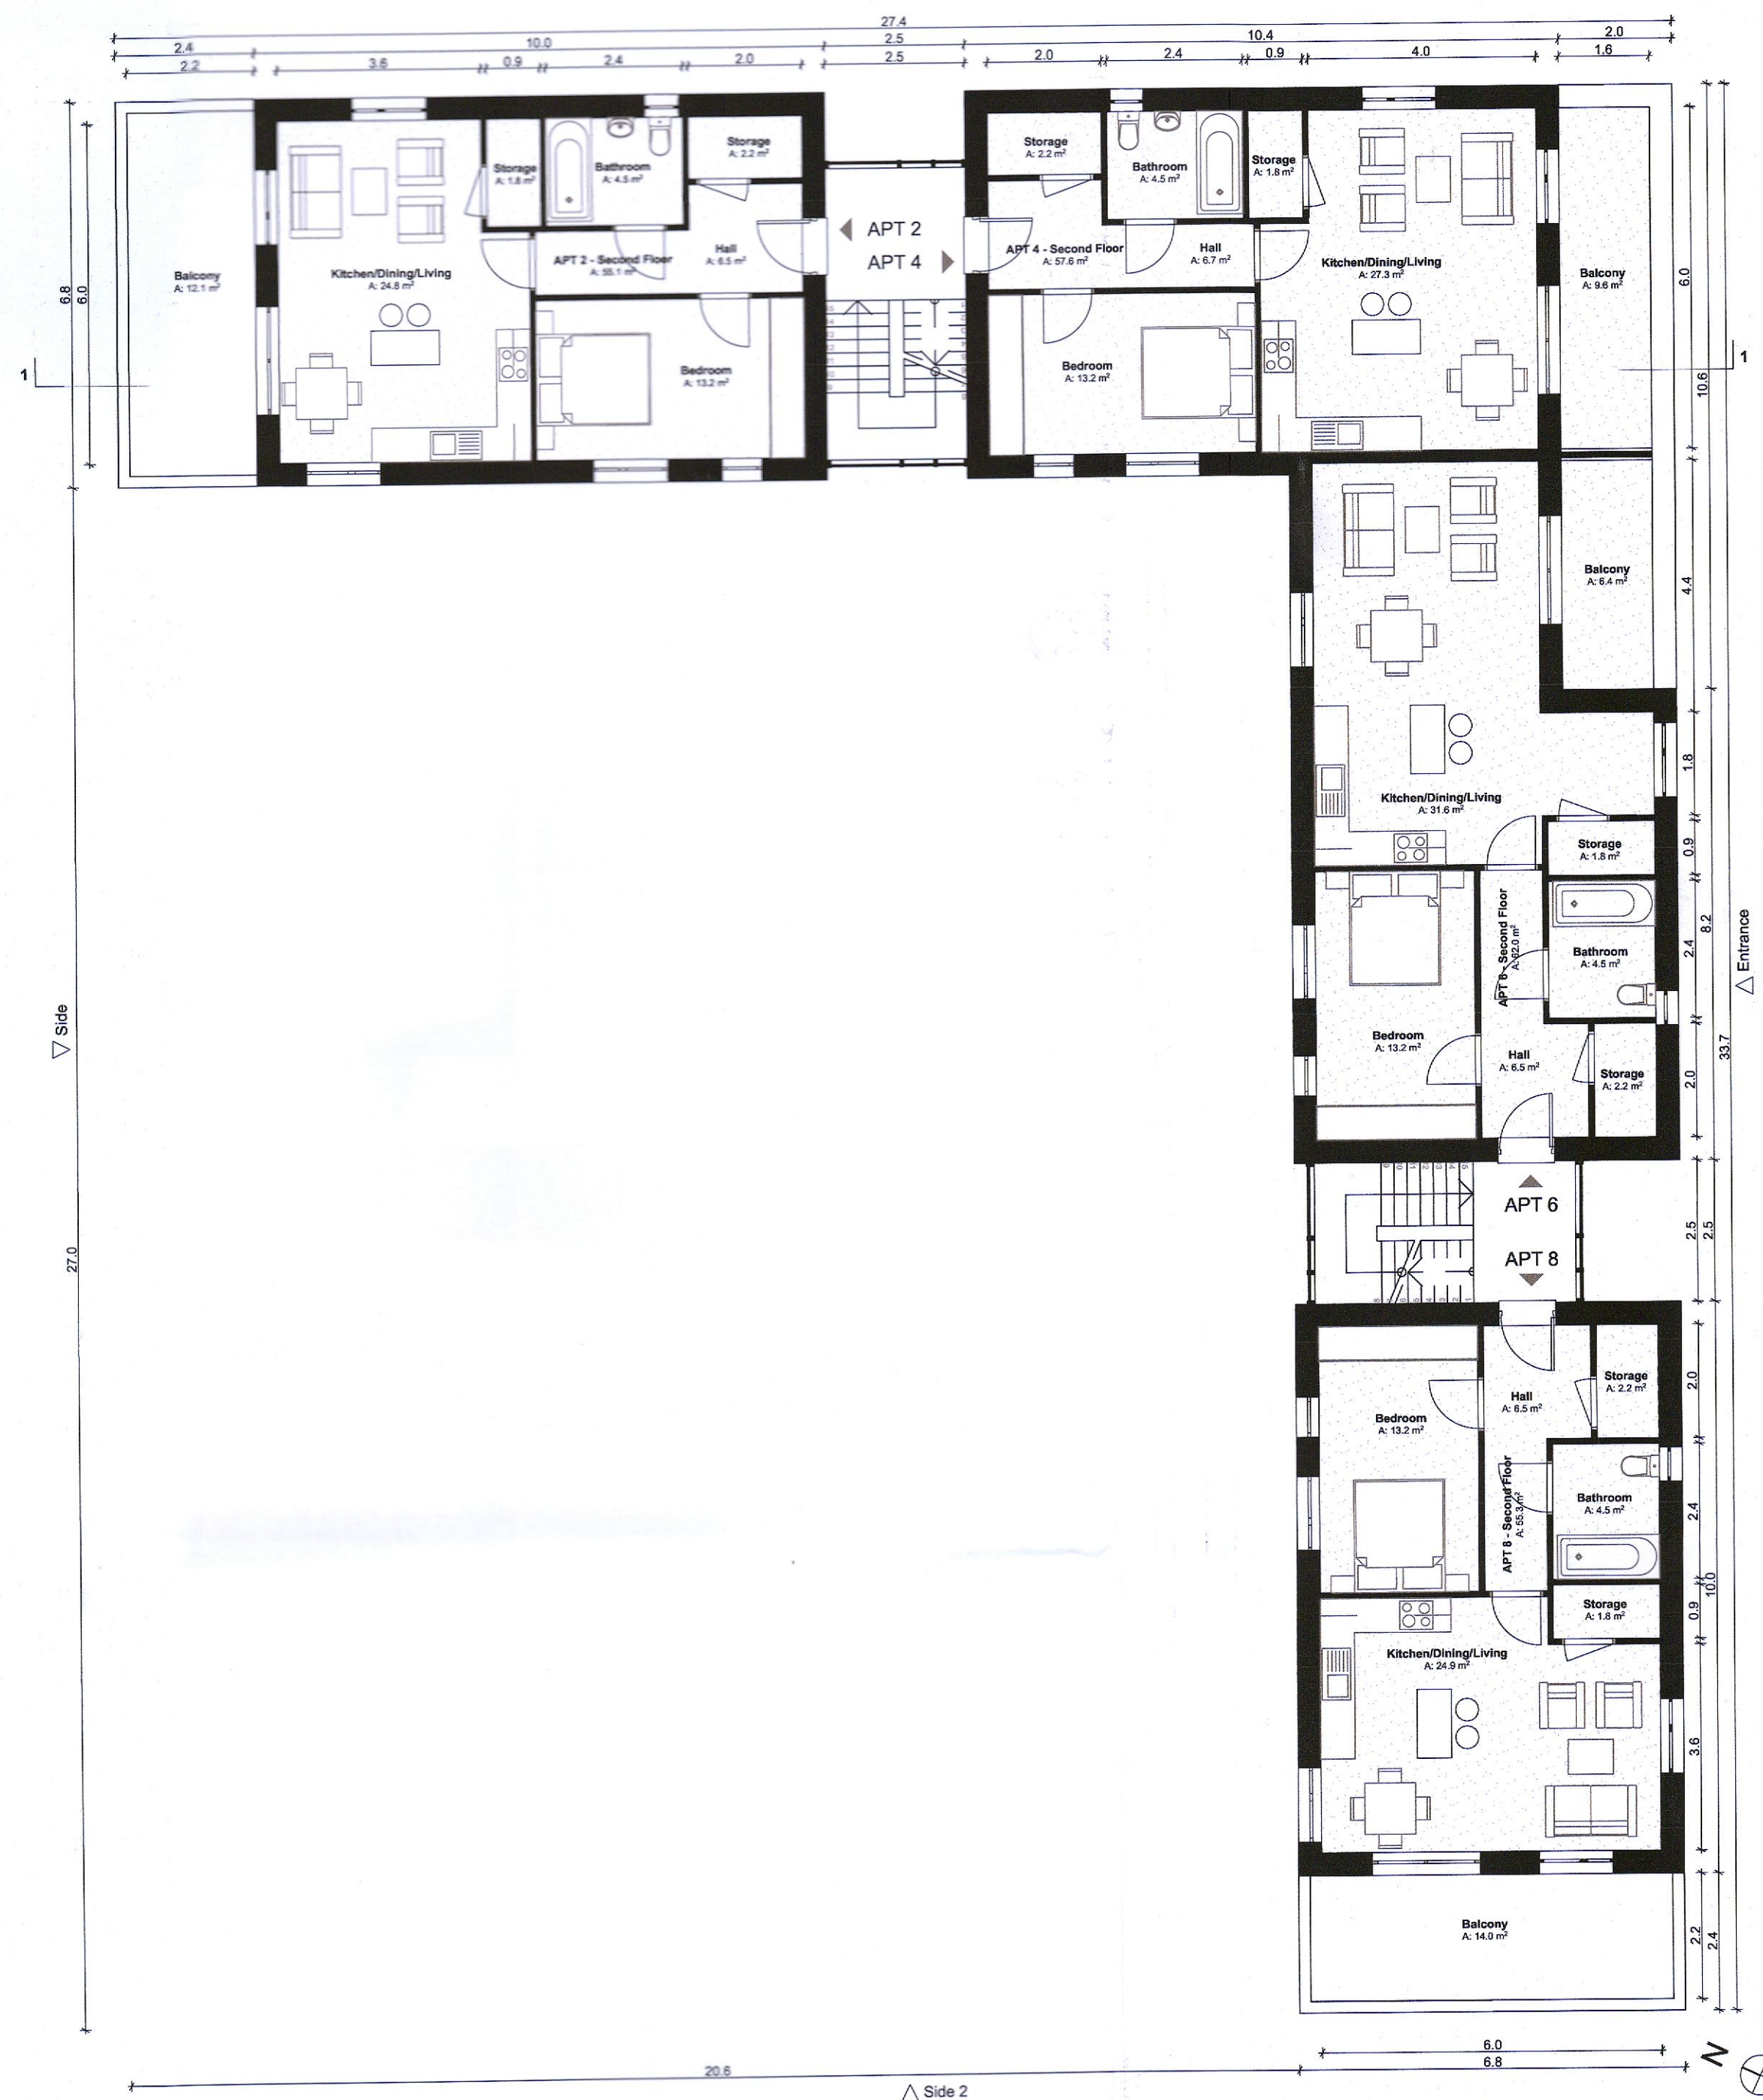 27.4
2.4
10.0
2.5
10.4
2.0
2.2
3.6
0.9
2.4
2.0
2.5
2.0
2.4
0.9
4.0
1.6
Balcony
A: 12.1 m²
Kitchen/Dining/Living
A: 24.8 m²
Storage
A: 1.8 m²
Bathroom
A: 4.5 m²
Storage
A: 2.2 m²
APT 2 - Second Floor
A: 55.1 m²
Hall
A: 6.5 m²
Bedroom
A: 13.2 m²
APT 2
APT 4
Storage
A: 2.2 m²
Bathroom
A: 4.5 m²
Storage
A: 1.8 m²
APT 4 - Second Floor
A: 57.6 m²
Hall
A: 6.7 m²
Bedroom
A: 13.2 m²
Kitchen/Dining/Living
A: 27.3 m²
Balcony
A: 9.6 m²
6.8
6.0
1
1
6.0
10.6
Balcony
A: 6.4 m²
4.4
Kitchen/Dining/Living
A: 31.6 m²
1.8
Storage
A: 1.8 m²
0.9
APT 6 - Second Floor
A: 62.0 m²
Bathroom
A: 4.5 m²
2.4
8.2
Bedroom
A: 13.2 m²
Hall
A: 6.5 m²
Storage
A: 2.2 m²
2.0
33.7
Entrance
Side
27.0
APT 6
APT 8
2.5
2.5
Bedroom
A: 13.2 m²
Hall
A: 6.5 m²
Storage
A: 2.2 m²
2.0
APT 8 - Second Floor
A: 55.3 m²
Bathroom
A: 4.5 m²
2.4
10.0
Storage
A: 1.8 m²
0.9
Kitchen/Dining/Living
A: 24.9 m²
3.6
Balcony
A: 14.0 m²
2.2
2.4
6.0
6.8
20.6
Side 2
N